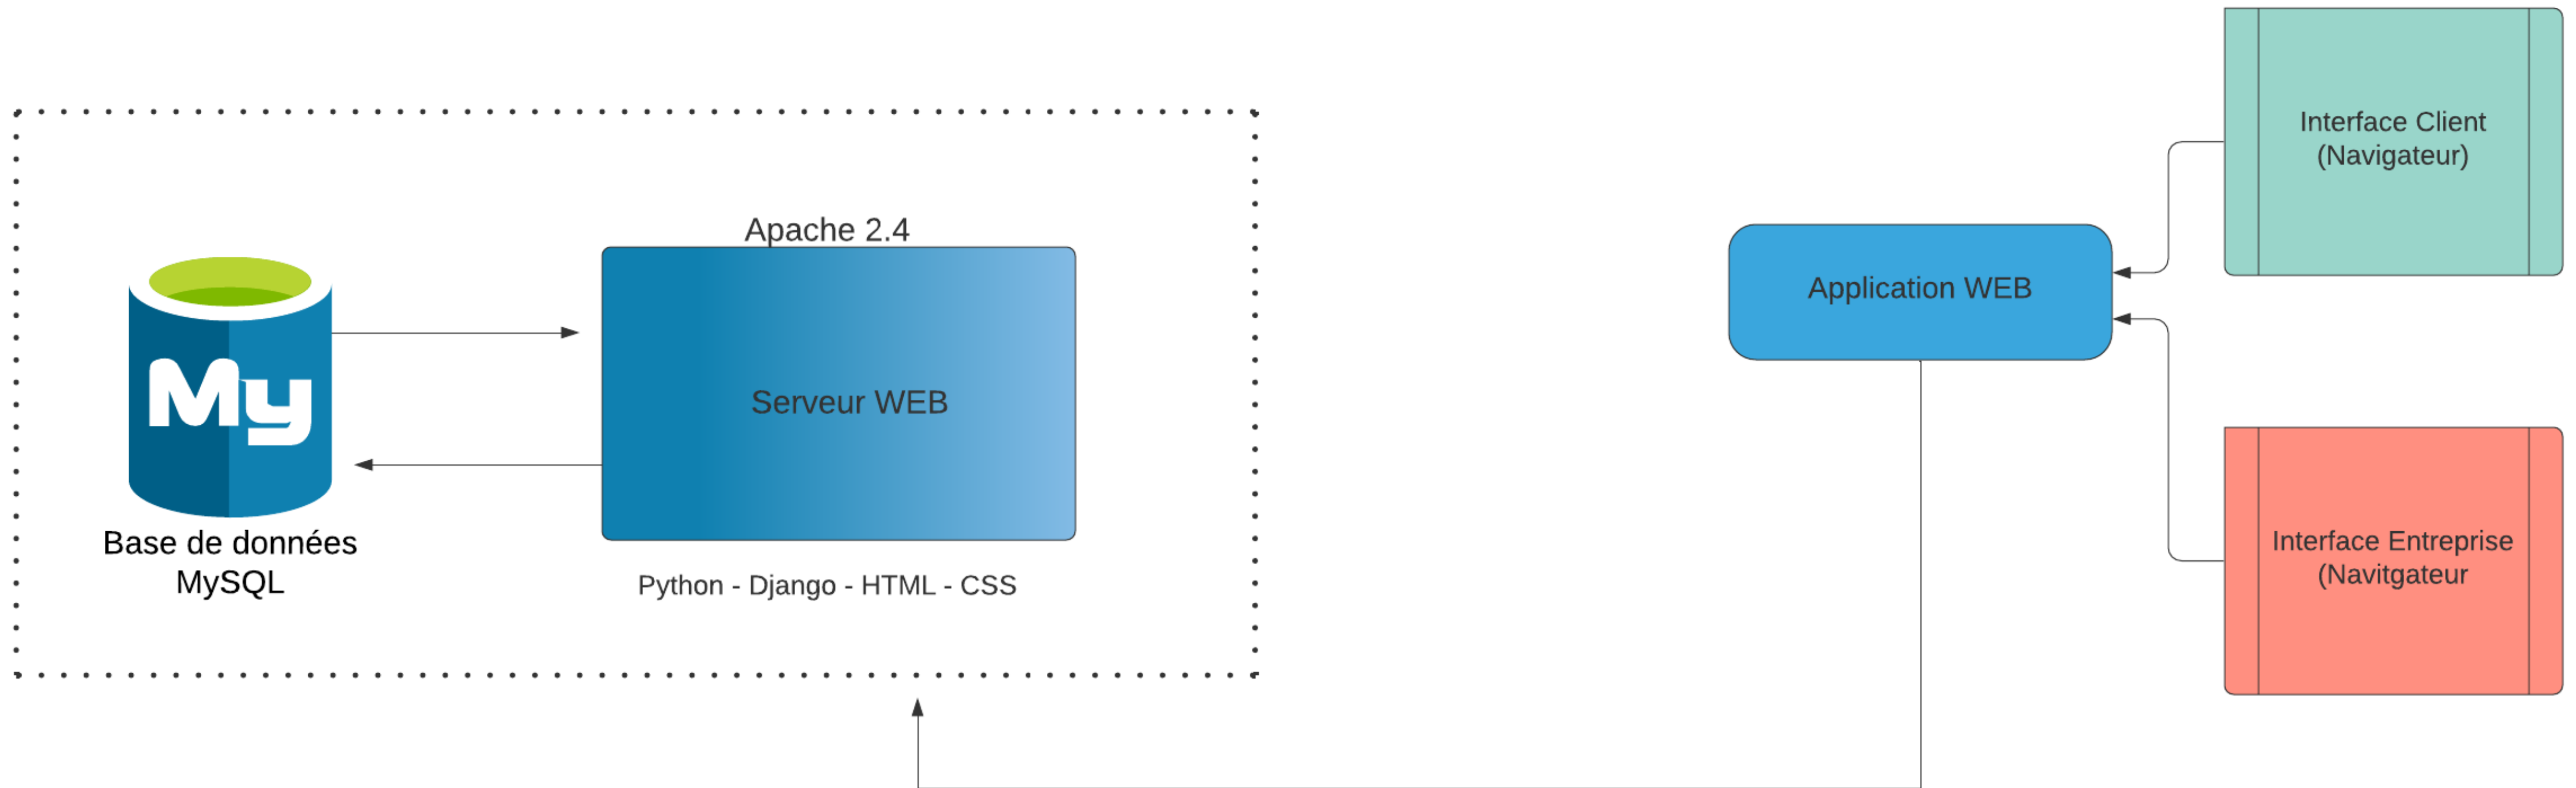 Interface Client
(Navigateur)
Apache 2.4
Application WEB
My
Serveur WEB
Base de données
MySQL
Python - Django - HTML - CSS
Interface Entreprise
(Navitgateur